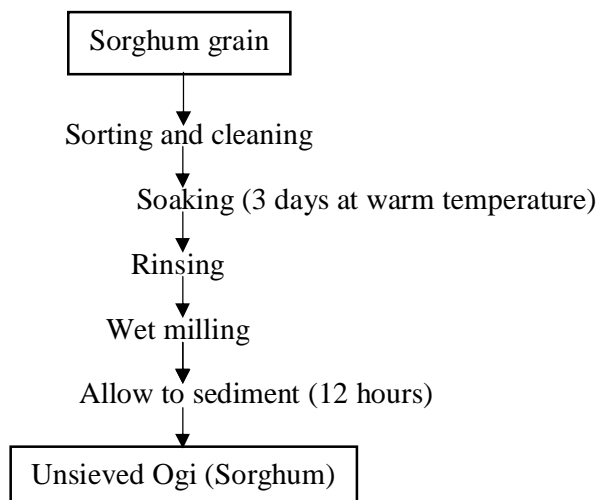 Sorghum grain
Sorting and cleaning
Soaking (3 days at warm temperature)
Rinsing
Wet milling
Allow to sediment (12 hours)
Unsieved Ogi (Sorghum)